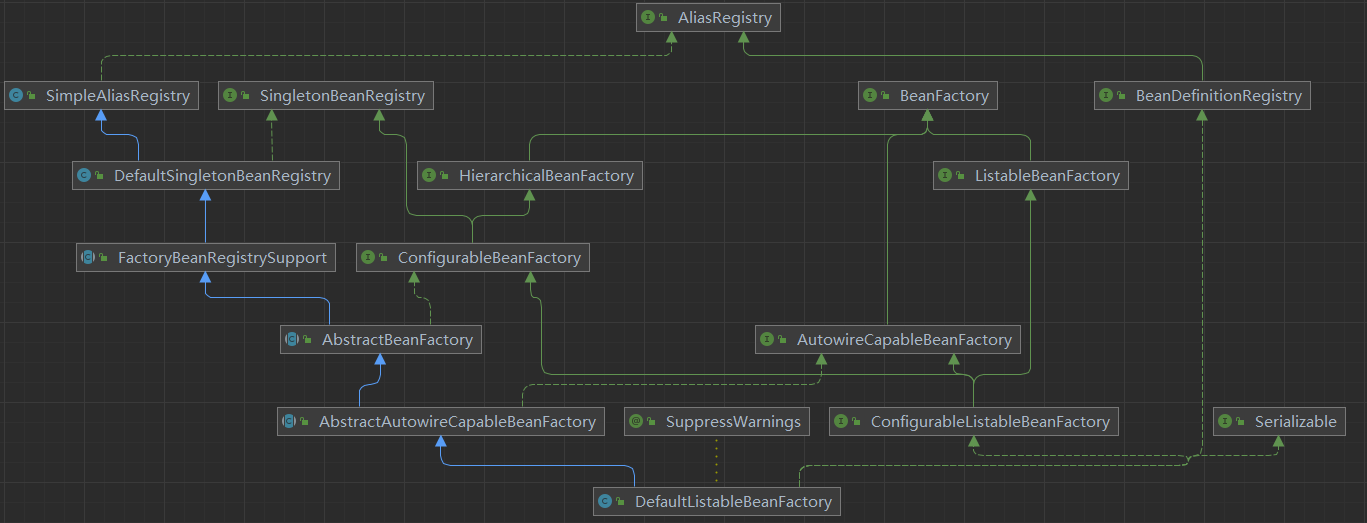 AliasRegistry
SimpleAliasRegistry
SingletonBeanRegistry
BeanFactory
BeanDefinitionRegistry
DefaultSingletonBeanRegistry
HierarchicalBeanFactory
ListableBeanFactory
FactoryBeanRegistrySupport
ConfigurableBeanFactory
AbstractBeanFactory
AutowireCapableBeanFactory
AbstractAutowireCapableBeanFactory
SuppressWarnings
ConfigurableListableBeanFactory
Serializable
DefaultListableBeanFactory